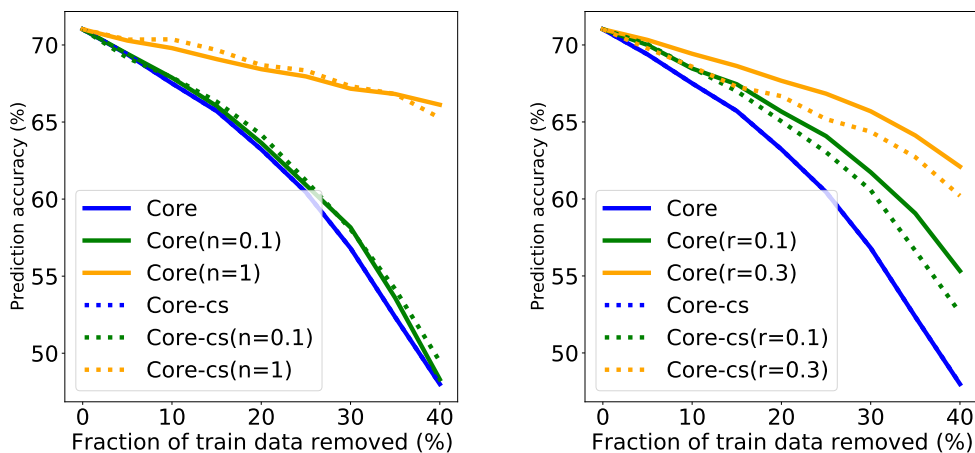 70
65
60
55
50
Prediction accuracy (%)
Core
Core(n=0.1)
Core(n=1)
Core-cs
Core-cs(n=0.1)
Core-cs(n=1)
0 10 20 30 40
Fraction of train data removed (%)
70
65
60
55
50
Prediction accuracy (%)
Core
Core(r=0.1)
Core(r=0.3)
Core-cs
Core-cs(r=0.1)
Core-cs(r=0.3)
0 10 20 30 40
Fraction of train data removed (%)